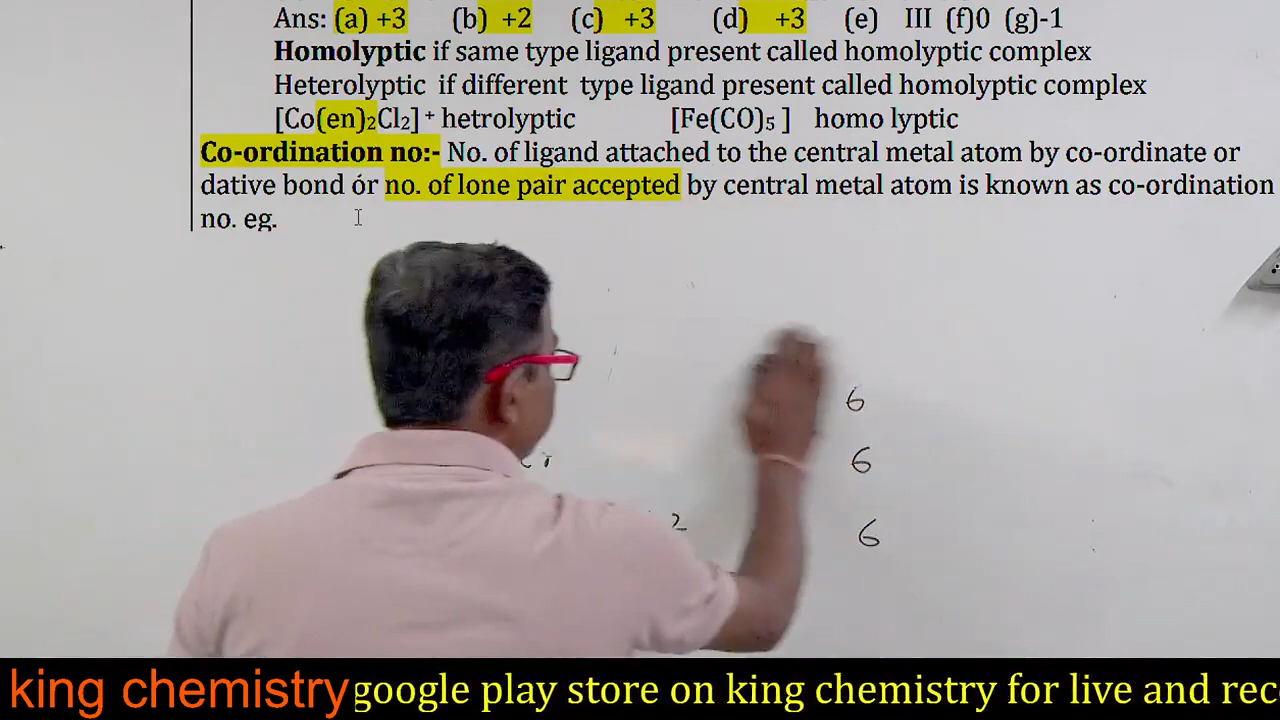 Ans: (a) +3 (b) +2 (c) +3 (d) +3 (e) III (f)0 (g)-1
Homolyptic if same type ligand present called homolyptic complex
Heterolyptic if different type ligand present called homolyptic complex
[Co(en)₂Cl₂]⁺ hetrolyptic [Fe(CO)₅ ] homo lyptic
Co-ordination no:- No. of ligand attached to the central metal atom by co-ordinate or
dative bond ór no. of lone pair accepted by central metal atom is known as co-ordination
no. eg.
6
6
2 6
king chemistry google play store on king chemistry for live and rec